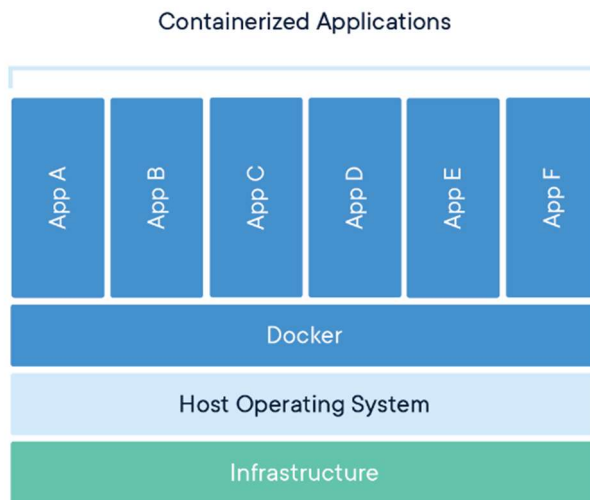 Containerized Applications
App A
App B
App C
App D
App E
App F
Docker
Host Operating System
Infrastructure